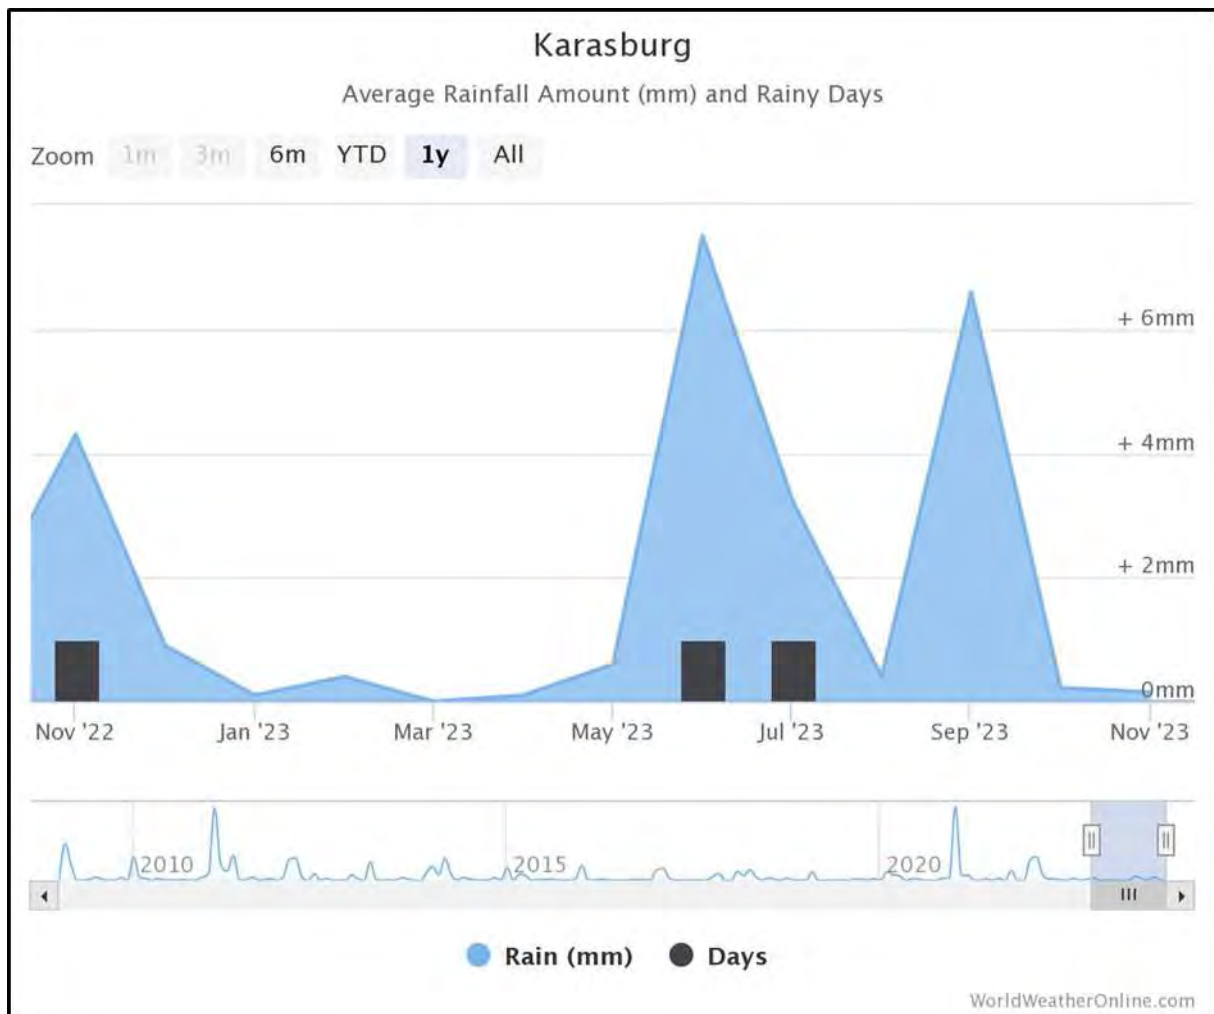 Karasburg
Average Rainfall Amount (mm) and Rainy Days
Zoom 1m 3m 6m YTD 1y All
+ 6mm
+ 4mm
+ 2mm
0mm
Nov '22 Jan '23 Mar '23 May '23 Jul '23 Sep '23 Nov '23
2010 2015 2020
Rain (mm) Days
WorldWeatherOnline.com